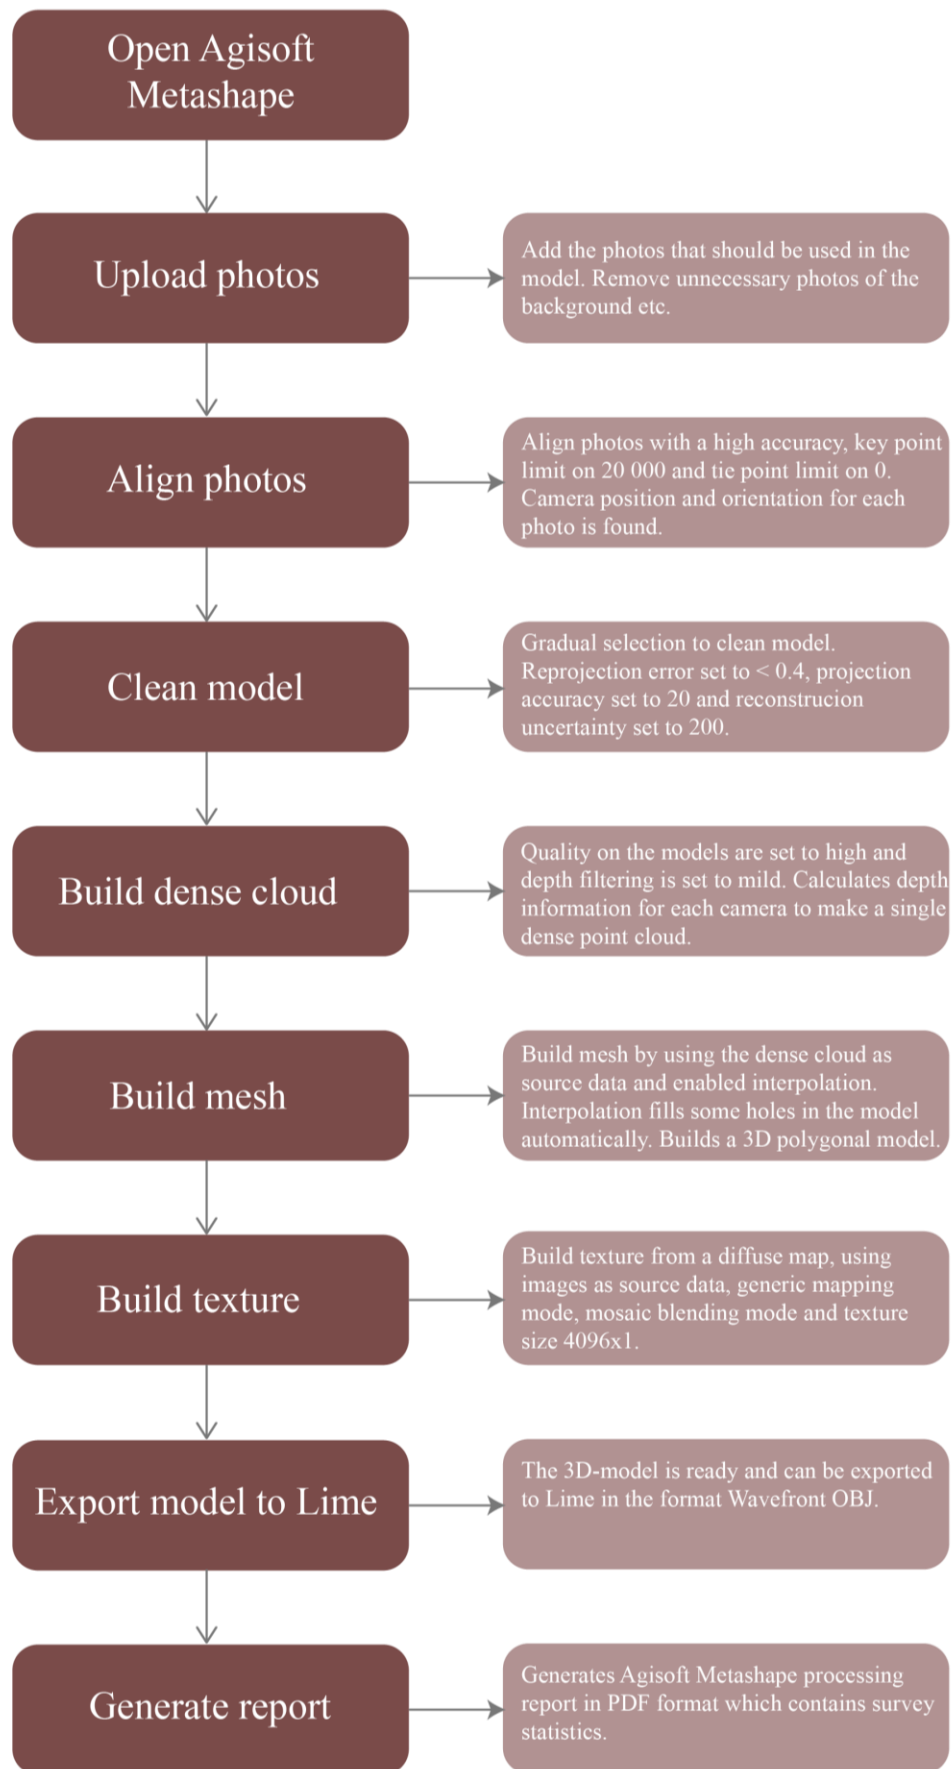 Open Agisoft
Metashape
Upload photos
Add the photos that should be used in the
model. Remove unnecessary photos of the
background etc.
Align photos
Align photos with a high accuracy, key point
limit on 20 000 and tie point limit on 0.
Camera position and orientation for each
photo is found.
Clean model
Gradual selection to clean model.
Reprojection error set to < 0.4, projection
accuracy set to 20 and reconstrucion
uncertainty set to 200.
Build dense cloud
Quality on the models are set to high and
depth filtering is set to mild. Calculates depth
information for each camera to make a single
dense point cloud.
Build mesh
Build mesh by using the dense cloud as
source data and enabled interpolation.
Interpolation fills some holes in the model
automatically. Builds a 3D polygonal model.
Build texture
Build texture from a diffuse map, using
images as source data, generic mapping
mode, mosaic blending mode and texture
size 4096x1.
Export model to Lime
The 3D-model is ready and can be exported
to Lime in the format Wavefront OBJ.
Generate report
Generates Agisoft Metashape processing
report in PDF format which contains survey
statistics.